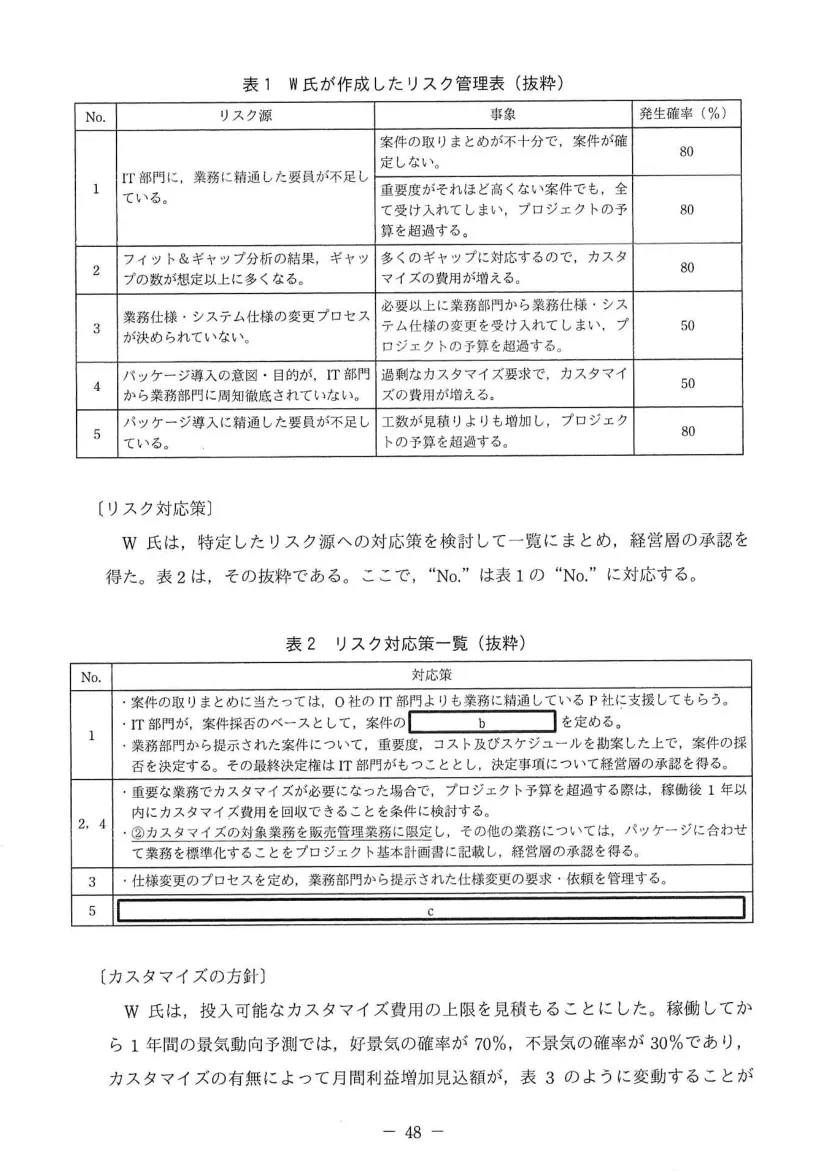 表1 W氏が作成したリスク管理表(抜粋)
No. リスク源 事象 発生確率(%)
1 IT部門に,業務に精通した要員が不足し
ている。
案件の取りまとめが不十分で,案件が確
定しない。
80
重要度がそれほど高くない案件でも,全
て受け入れてしまい,プロジェクトの予
算を超過する。
80
2 フィット&ギャップ分析の結果,ギャッ
プの数が想定以上に多くなる。
多くのギャップに対応するので,カスタ
マイズの費用が増える。
80
3 業務仕様・システム仕様の変更プロセス
が決められていない。
必要以上に業務部門から業務仕様・シス
テム仕様の変更を受け入れてしまい,プ
ロジェクトの予算を超過する。
50
4 パッケージ導入の意図・目的が,IT部門
から業務部門に周知徹底されていない。
過剰なカスタマイズ要求で,カスタマイ
ズの費用が増える。
50
5 パッケージ導入に精通した要員が不足し
ている。
工数が見積りよりも増加し,プロジェク
トの予算を超過する。
80
〔リスク対応策〕
W氏は,特定したリスク源への対応策を検討して一覧にまとめ,経営層の承認を
得た。表2は,その抜粋である。ここで,“No.”は表1の“No.”に対応する。
表2 リスク対応策一覧(抜粋)
No. 対応策
1 ・案件の取りまとめに当たっては,O社のIT部門よりも業務に精通しているP社に支援してもらう。
・IT部門が,案件採否のベースとして,案件の b を定める。
・業務部門から提示された案件について,重要度,コスト及びスケジュールを勘案した上で,案件の採
否を決定する。その最終決定権はIT部門がもつこととし,決定事項について経営層の承認を得る。
2,4 ・重要な業務でカスタマイズが必要になった場合で,プロジェクト予算を超過する際は,稼働後1年以
内にカスタマイズ費用を回収できることを条件に検討する。
・②カスタマイズの対象業務を販売管理業務に限定し,その他の業務については,パッケージに合わせ
て業務を標準化することをプロジェクト基本計画書に記載し,経営層の承認を得る。
3 ・仕様変更のプロセスを定め,業務部門から提示された仕様変更の要求・依頼を管理する。
5 c
〔カスタマイズの方針〕
W氏は,投入可能なカスタマイズ費用の上限を見積もることにした。稼働してか
ら1年間の景気動向予測では,好景気の確率が70%,不景気の確率が30%であり,
カスタマイズの有無によって月間利益増加見込額が,表3のように変動することが
- 48 -